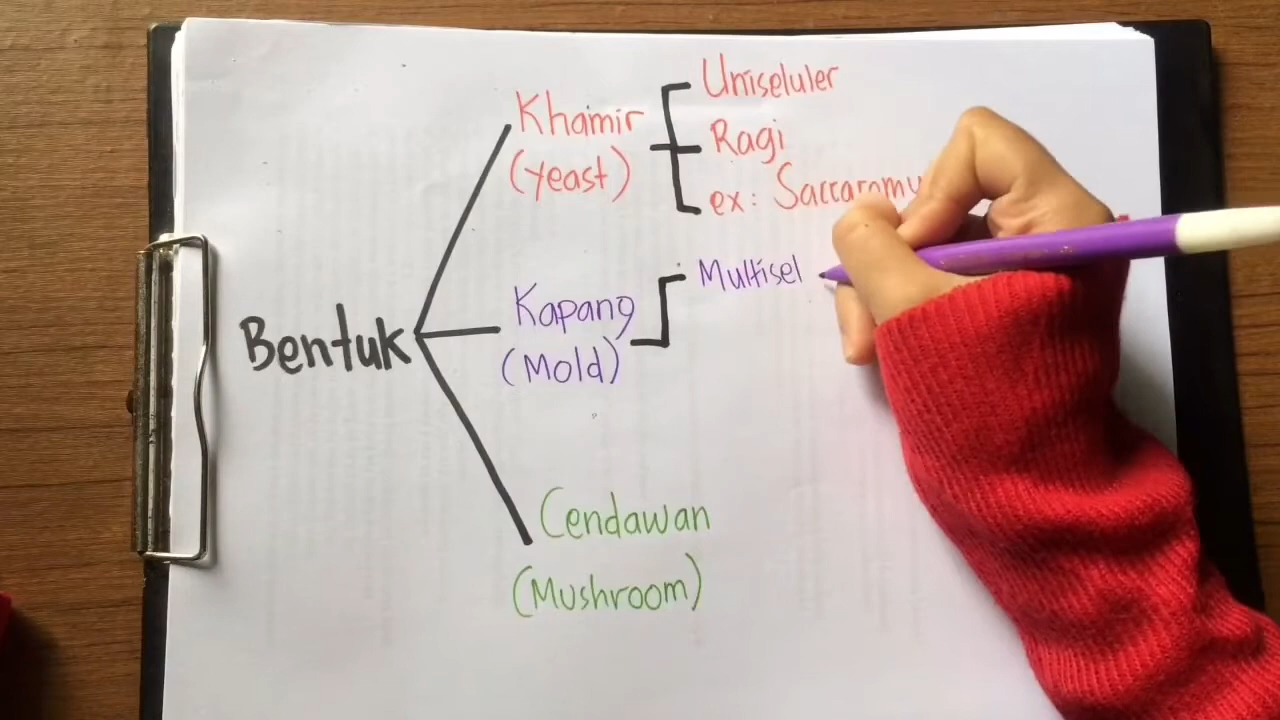 Bentuk
Khamir
(yeast)
Uniseluler
Ragi
ex: Saccaromy
Kapang
(Mold)
Multisel
Cendawan
(Mushroom)